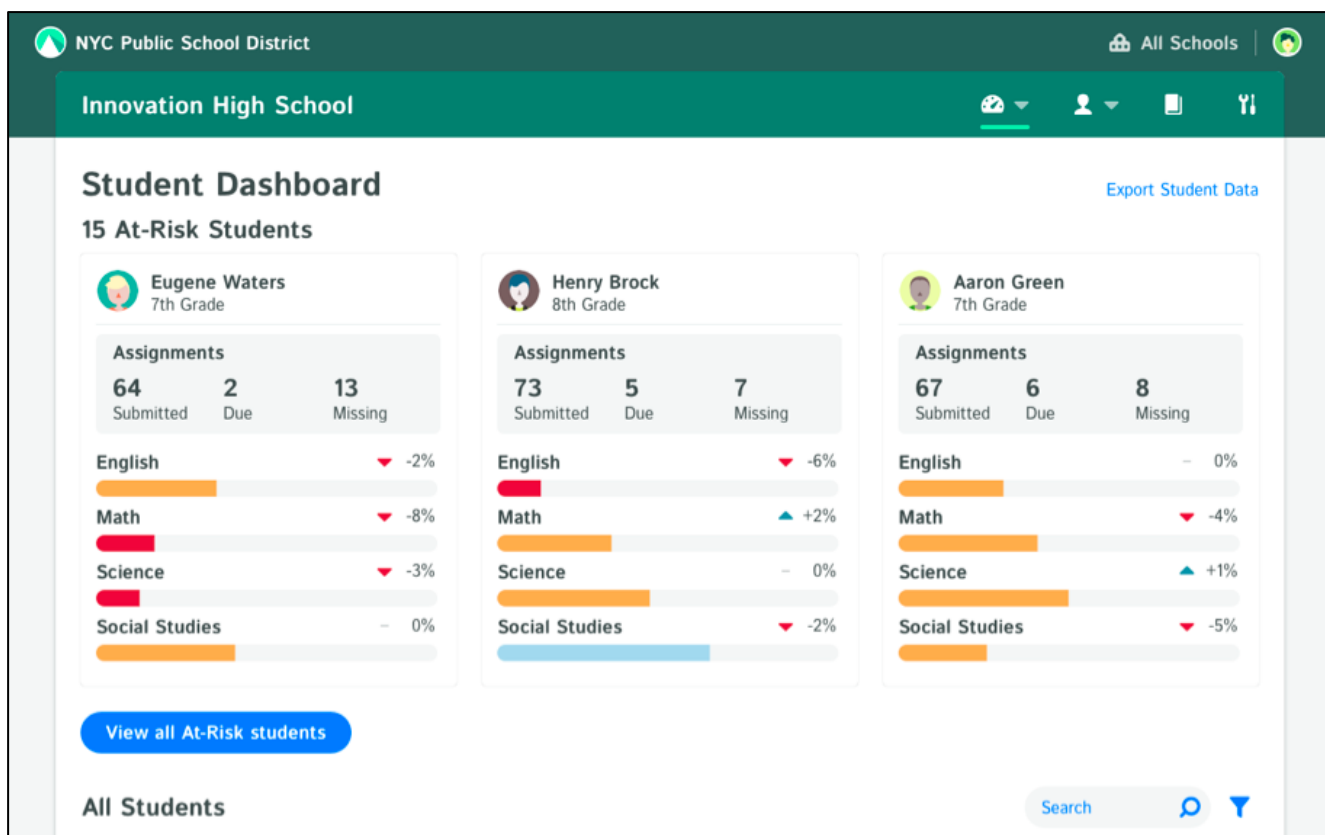 NYC Public School District
All Schools
Innovation High School
Student Dashboard
Export Student Data
15 At-Risk Students
Eugene Waters
7th Grade
Assignments
64 2 13
Submitted Due Missing
English -2%
Math -8%
Science -3%
Social Studies – 0%
Henry Brock
8th Grade
Assignments
73 5 7
Submitted Due Missing
English -6%
Math +2%
Science – 0%
Social Studies -2%
Aaron Green
7th Grade
Assignments
67 6 8
Submitted Due Missing
English – 0%
Math -4%
Science +1%
Social Studies -5%
View all At-Risk students
All Students
Search